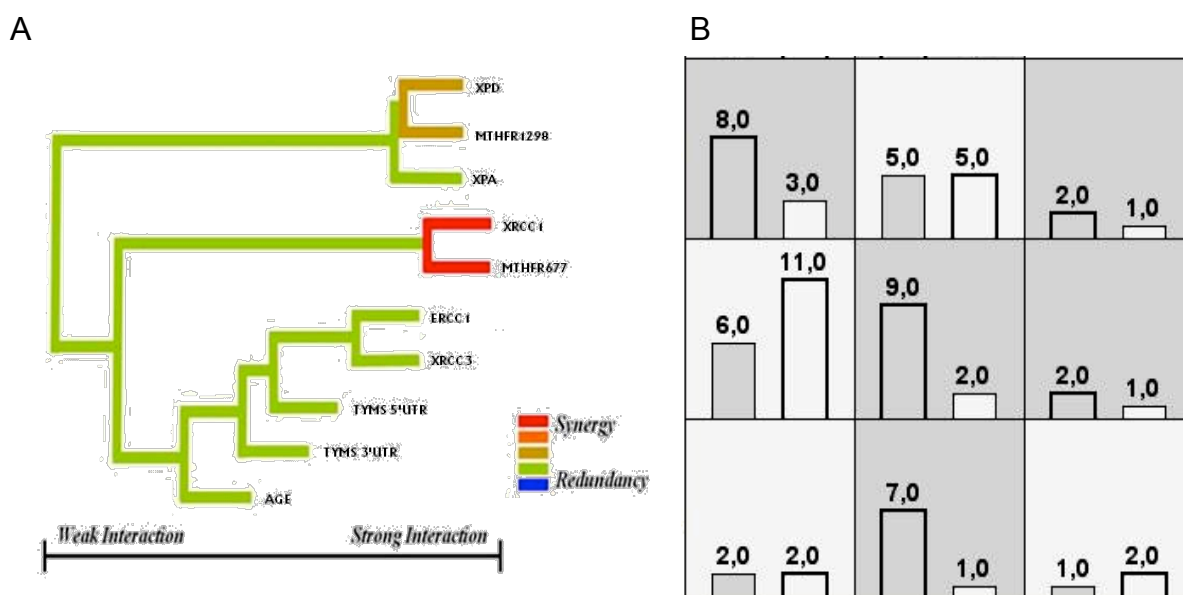 A
B
XPD
MTHFR1298
XPA
XRCC1
MTHFR677
ERCC1
XRCC3
TYMS 5'UTR
TYMS 3'UTR
AGE
Synergy
Redundancy
Weak Interaction
Strong Interaction
8,0
3,0
5,0
5,0
2,0
1,0
6,0
11,0
9,0
2,0
2,0
1,0
2,0
2,0
7,0
1,0
1,0
2,0